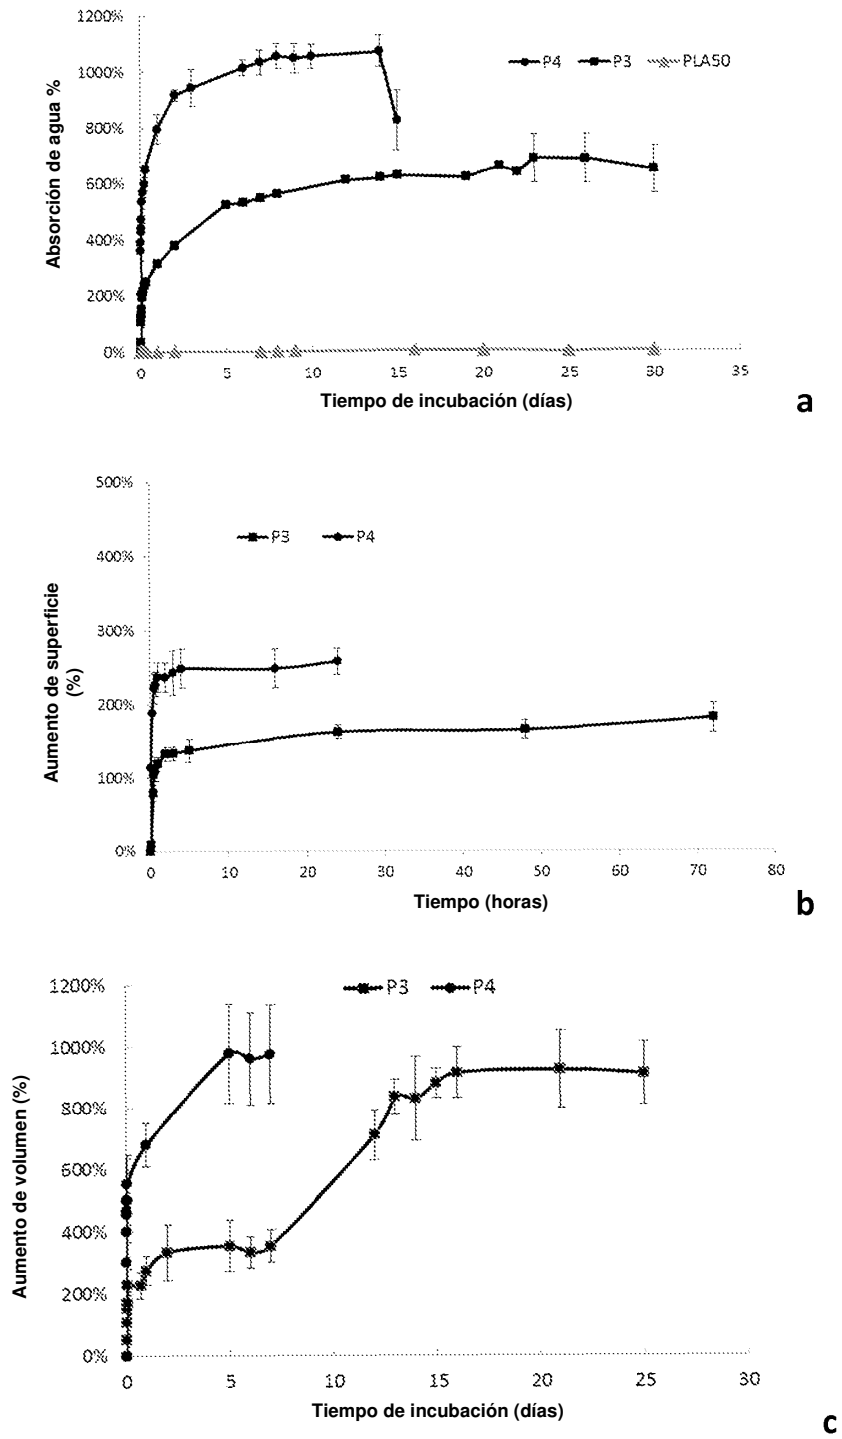 1200%
1000%
800%
600%
400%
200%
0%
Absorción de agua %
P4 P3 PLA50
0 5 10 15 20 25 30 35
Tiempo de incubación (días)
a
500%
400%
300%
200%
100%
0%
Aumento de superficie
(%)
P3 P4
0 10 20 30 40 50 60 70 80
Tiempo (horas)
b
1200%
1000%
800%
600%
400%
200%
0%
Aumento de volumen (%)
P3 P4
0 5 10 15 20 25 30
Tiempo de incubación (días)
c